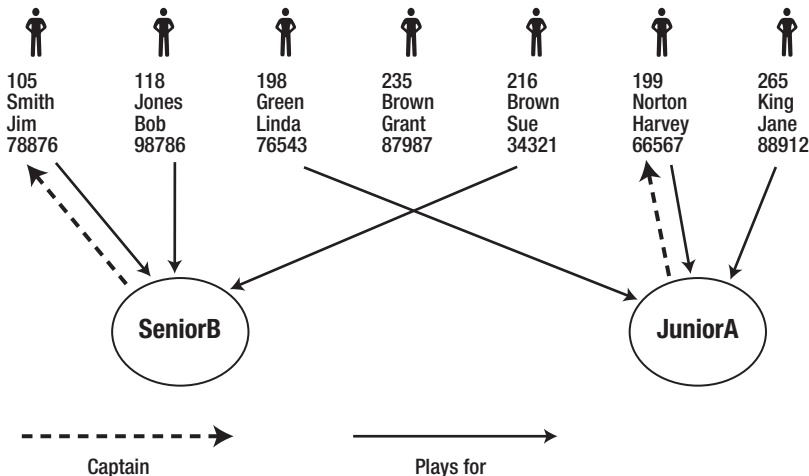 105
Smith
Jim
78876
118
Jones
Bob
98786
198
Green
Linda
76543
235
Brown
Grant
87987
216
Brown
Sue
34321
199
Norton
Harvey
66567
265
King
Jane
88912
SeniorB
JuniorA
Captain
Plays for